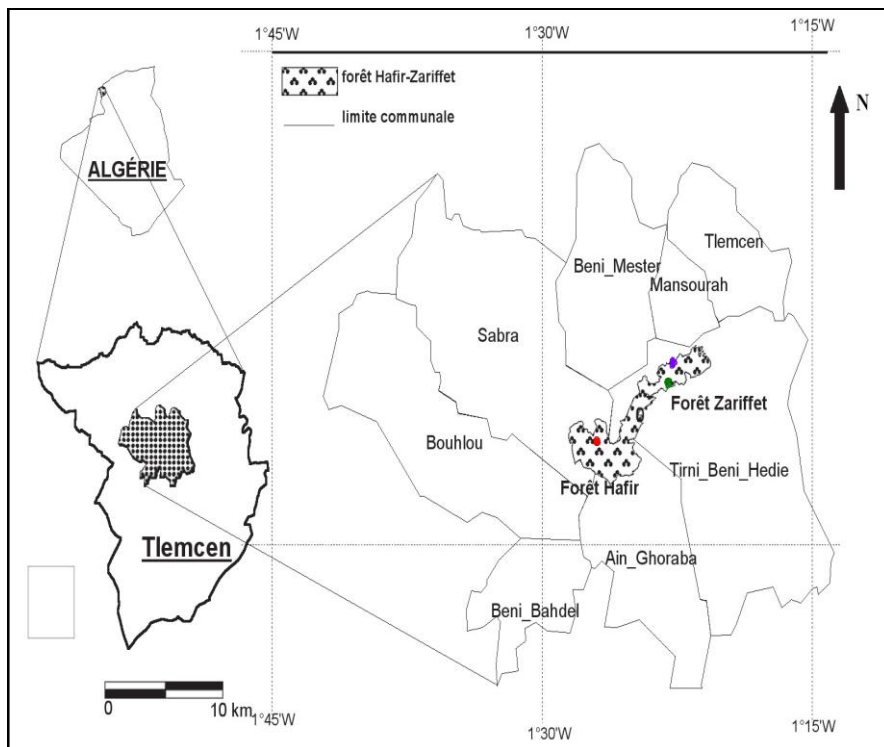 1°45'W
1°30'W
1°15'W
forêt Hafir-Zariffet
limite communale
N
ALGÉRIE
Tlemcen
Beni_Mester
Mansourah
Sabra
Forêt Zariffet
Bouhlou
Tirni_Beni_Hedie
Forêt Hafir
Tlemcen
Ain_Ghoraba
Beni_Bahdel
0
10 km
1°45'W
1°30'W
1°15'W